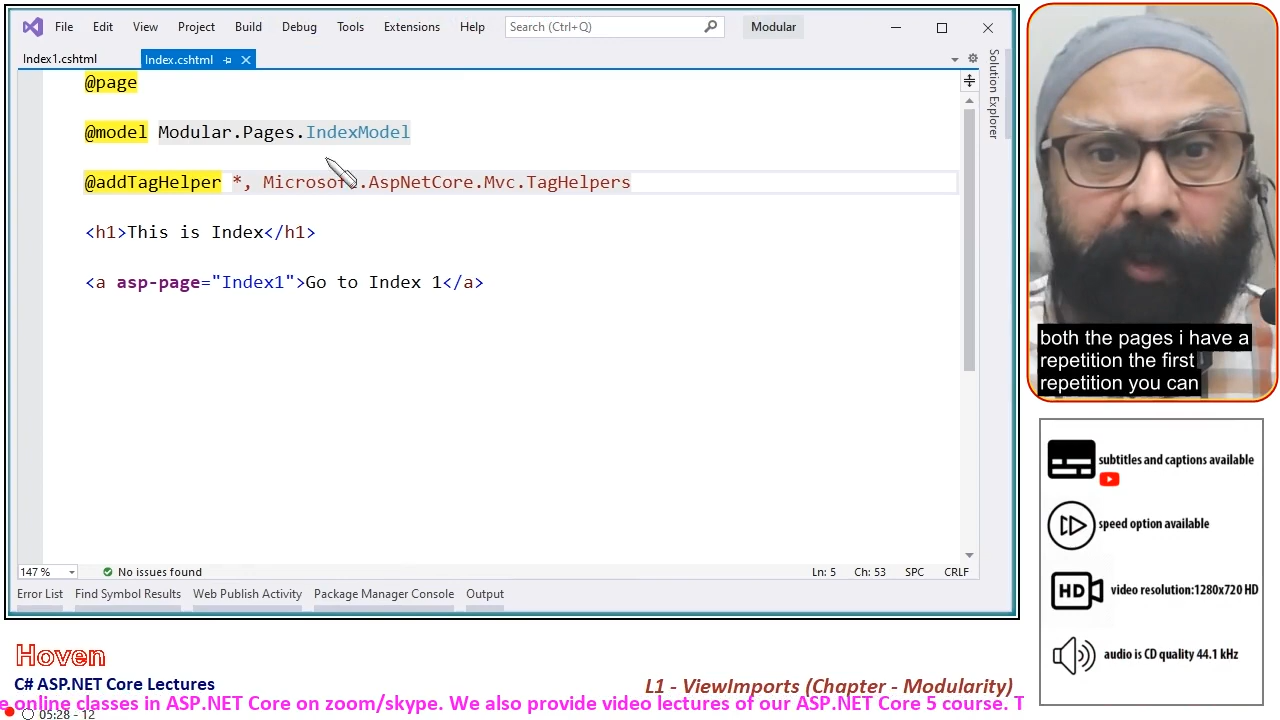 File Edit View Project Build Debug Tools Extensions Help Search (Ctrl+Q) Modular
Index1.cshtml Index.cshtml
Solution Explorer
@page
@model Modular.Pages.IndexModel
@addTagHelper *, Microsoft.AspNetCore.Mvc.TagHelpers
<h1>This is Index</h1>
<a asp-page="Index1">Go to Index 1</a>
147 % No issues found Ln: 5 Ch: 53 SPC CRLF
Error List Find Symbol Results Web Publish Activity Package Manager Console Output
both the pages i have a
repetition the first
repetition you can
subtitles and captions available
speed option available
HD video resolution:1280x720 HD
audio is CD quality 44.1 kHz
Hoven
C# ASP.NET Core Lectures
L1 - ViewImports (Chapter - Modularity)
e online classes in ASP.NET Core on zoom/skype. We also provide video lectures of our ASP.NET Core 5 course. T
05:28 - 12